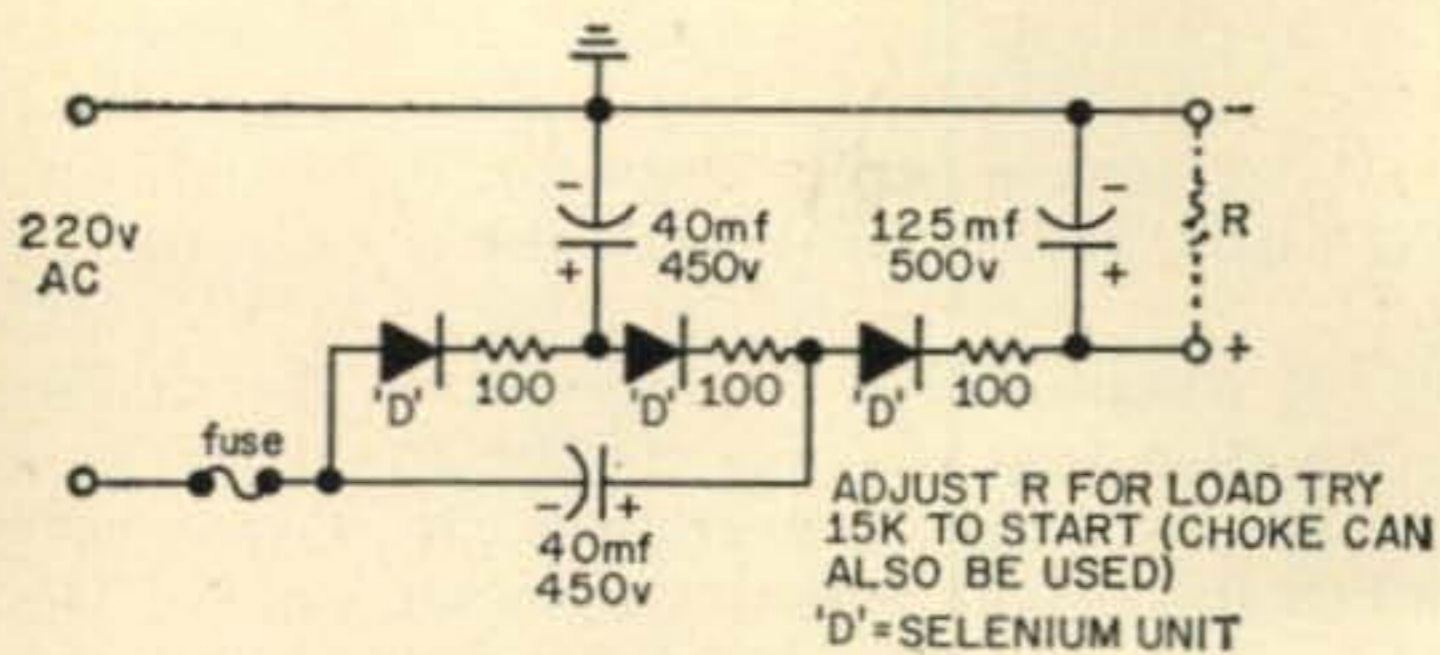 220v
AC
-
+
40mf
450v
125mf
500v
-
+
-
R
+
'D'
100
'D'
100
'D'
100
fuse
-
+
40mf
450v
ADJUST R FOR LOAD TRY
15K TO START (CHOKE CAN
ALSO BE USED)
'D'=SELENIUM UNIT